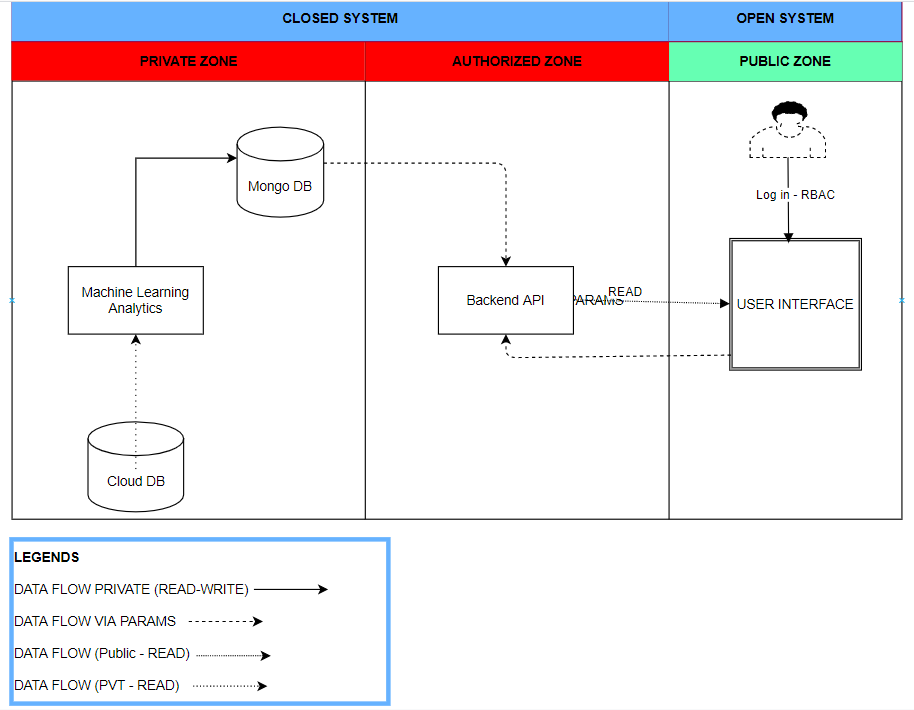 CLOSED SYSTEM
OPEN SYSTEM
PRIVATE ZONE
AUTHORIZED ZONE
PUBLIC ZONE
Mongo DB
Log in - RBAC
Machine Learning
Analytics
Backend API
PARAMS
READ
USER INTERFACE
Cloud DB
LEGENDS
DATA FLOW PRIVATE (READ-WRITE)
DATA FLOW VIA PARAMS
DATA FLOW (Public - READ)
DATA FLOW (PVT - READ)